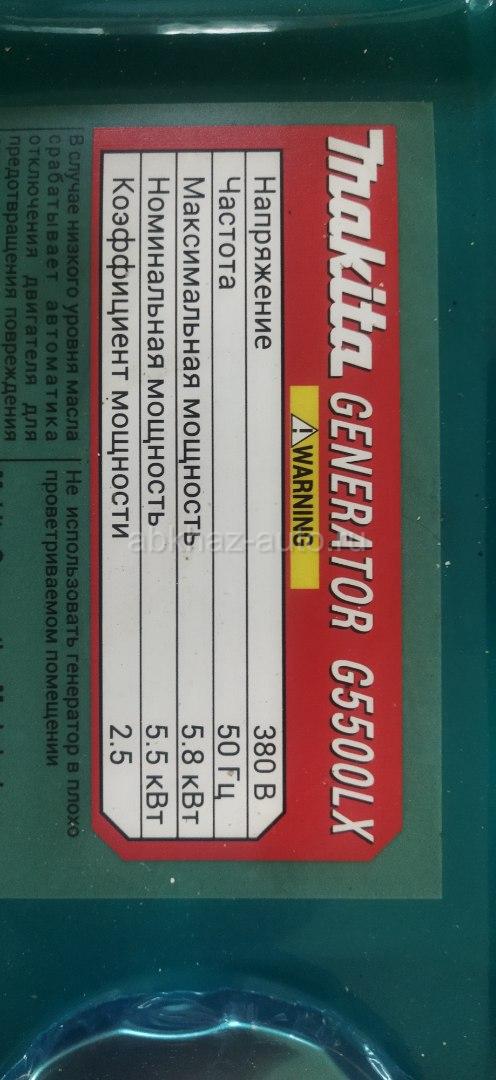 Makita GENERATOR G5500LX
⚠WARNING
Напряжение 380 В
Частота 50 Гц
Максимальная мощность 5.8 кВт
Номинальная мощность 5.5 кВт
Коэффициент мощности 2.5
В случае низкого уровня масла
срабатывает автоматика
отключения двигателя для
предотвращения повреждения
Не использовать генератор в плохо
проветриваемом помещении
abkhaz-auto.ru